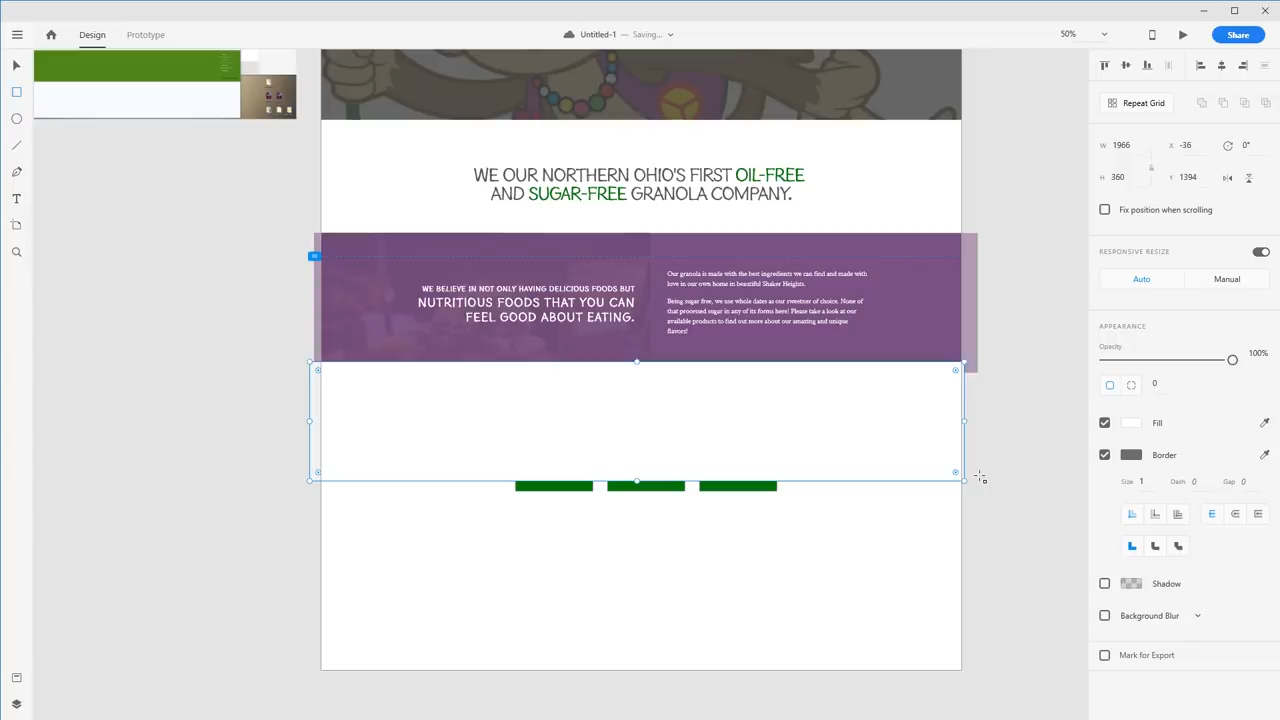 Design
Prototype
Untitled-1 — Saving...
50%
Share
Repeat Grid
W 1966
X -36
0°
H 360
Y 1394
Fix position when scrolling
RESPONSIVE RESIZE
Auto
Manual
APPEARANCE
Opacity
100%
0
Fill
Border
Size 1
Dash 0
Gap 0
Shadow
Background Blur
Mark for Export
WE OUR NORTHERN OHIO'S FIRST OIL-FREE
AND SUGAR-FREE GRANOLA COMPANY.
WE BELIEVE IN NOT ONLY HAVING DELICIOUS FOODS BUT
NUTRITIOUS FOODS THAT YOU CAN
FEEL GOOD ABOUT EATING.
Our granola is made with the best ingredients we can find and made with
love in our own home in beautiful Shaker Heights.
Being sugar free, we use whole dates as our sweetner of choice. None of
that processed sugar in any of its forms here! Please take a look at our
available products to find out more about our amazing and unique
flavors!